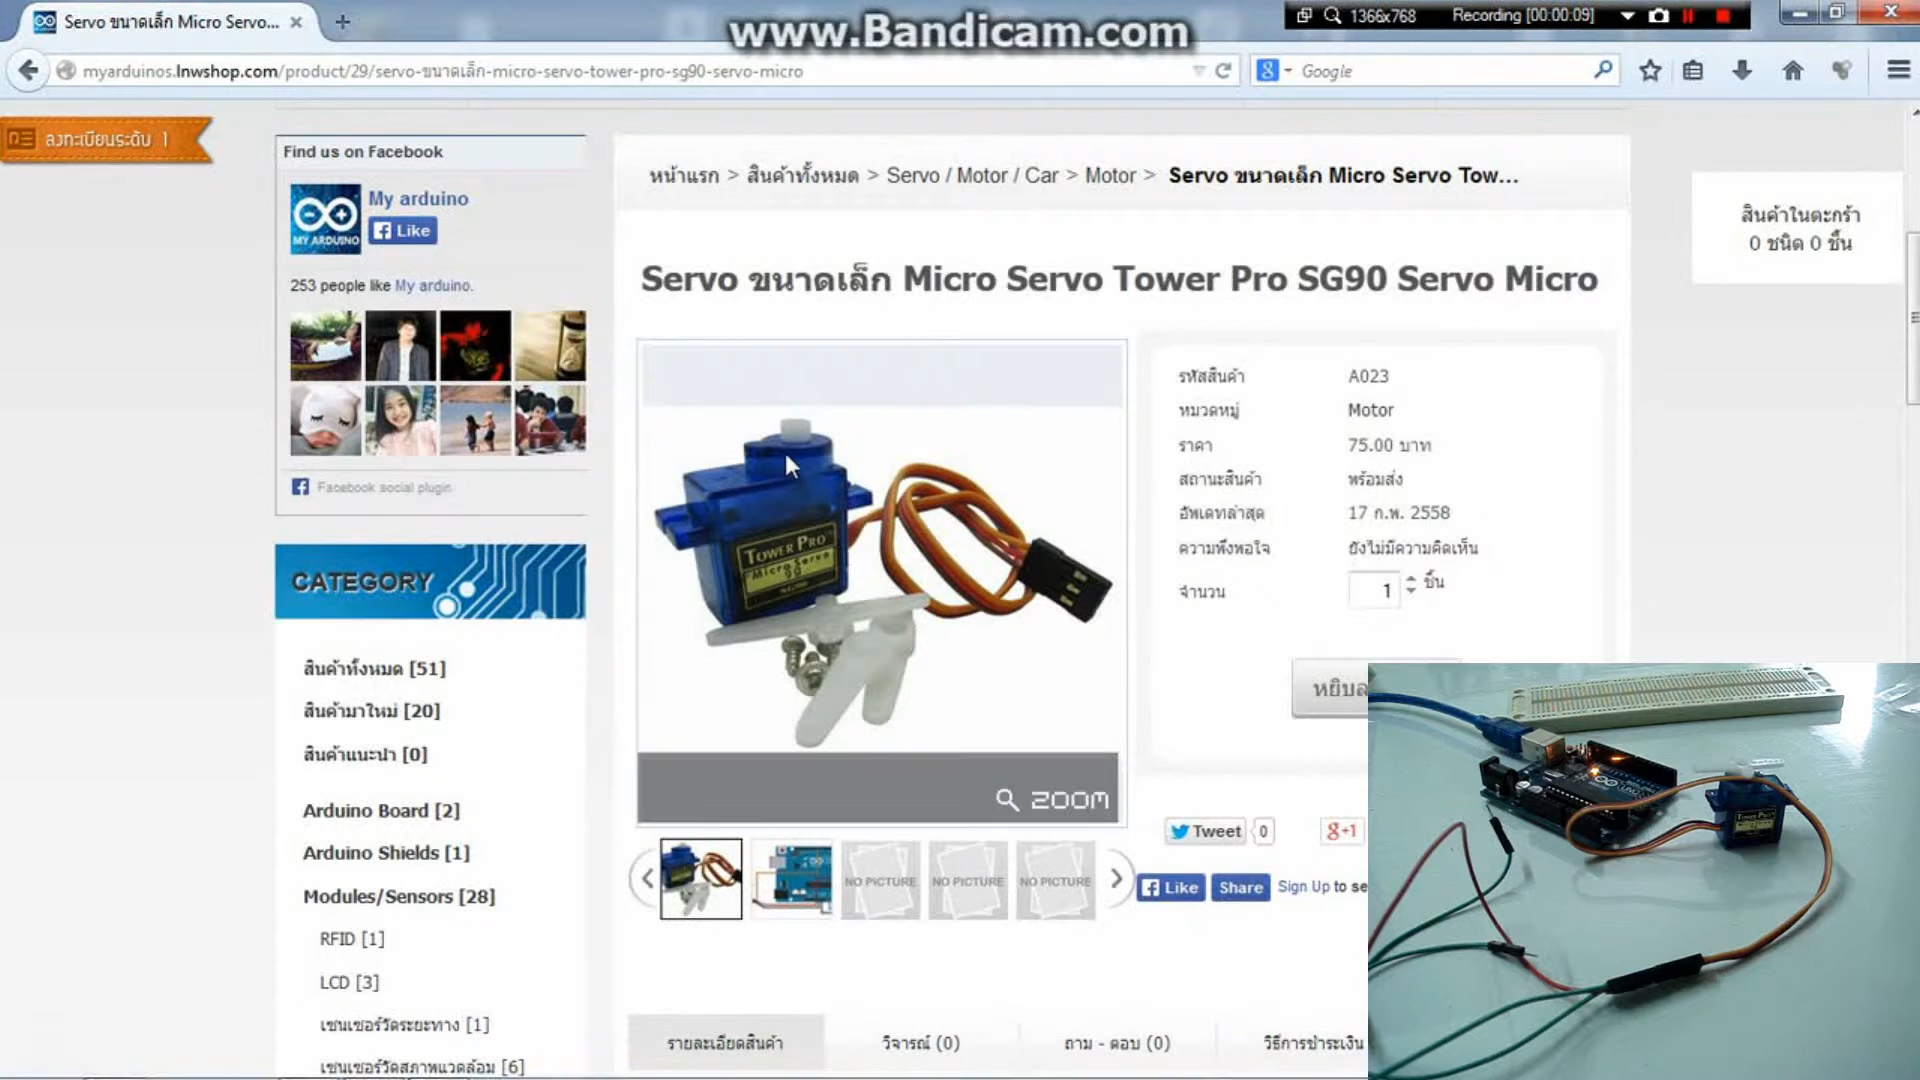 Servo ขนาดเล็ก Micro Servo...
www.Bandicam.com
1366x768
Recording [00:00:09]
myarduinos.lnwshop.com/product/29/servo-ขนาดเล็ก-micro-servo-tower-pro-sg90-servo-micro
Google
ลงทะเบียนระดับ 1
Find us on Facebook
My arduino
Like
MY ARDUINO
253 people like My arduino.
Facebook social plugin
CATEGORY
สินค้าทั้งหมด [51]
สินค้ามาใหม่ [20]
สินค้าแนะนำ [0]
Arduino Board [2]
Arduino Shields [1]
Modules/Sensors [28]
RFID [1]
LCD [3]
เซนเซอร์วัดระยะทาง [1]
เซนเซอร์วัดสภาพแวดล้อม [6]
หน้าแรก > สินค้าทั้งหมด > Servo / Motor / Car > Motor > Servo ขนาดเล็ก Micro Servo Tow...
Servo ขนาดเล็ก Micro Servo Tower Pro SG90 Servo Micro
TOWER PRO
Micro Servo
90
ZOOM
NO PICTURE
NO PICTURE
NO PICTURE
รหัสสินค้า A023
หมวดหมู่ Motor
ราคา 75.00 บาท
สถานะสินค้า พร้อมส่ง
อัพเดทล่าสุด 17 ก.พ. 2558
ความพึงพอใจ ยังไม่มีความคิดเห็น
จำนวน 1 ชิ้น
หยิบล
Tweet 0
g+1
Like Share Sign Up to se
รายละเอียดสินค้า
วิจารณ์ (0)
ถาม - ตอบ (0)
วิธีการชำระเงิน
สินค้าในตะกร้า
0 ชนิด 0 ชิ้น
UNO
TOWER PRO